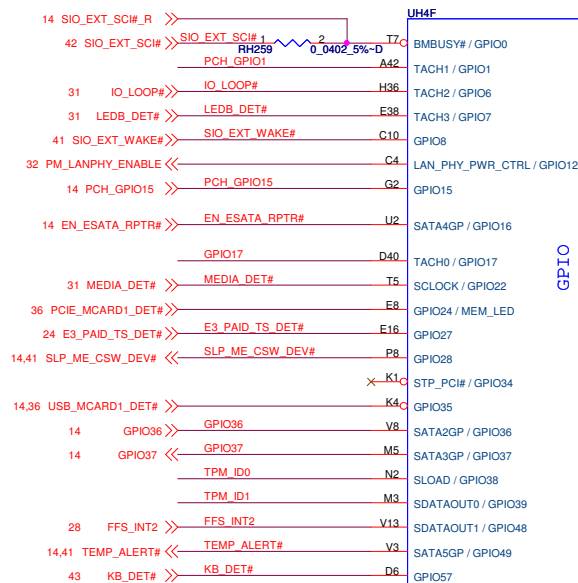 UH4F
14 SIO_EXT_SCI#_R
42 SIO_EXT_SCI# SIO_EXT_SCI# 1 2 T7 BMBUSY# / GPIO0
RH259 0_0402_5%~D
PCH_GPIO1 A42 TACH1 / GPIO1
31 IO_LOOP# IO_LOOP# H36 TACH2 / GPIO6
31 LEDB_DET# LEDB_DET# E38 TACH3 / GPIO7
41 SIO_EXT_WAKE# SIO_EXT_WAKE# C10 GPIO8
32 PM_LANPHY_ENABLE C4 LAN_PHY_PWR_CTRL / GPIO12
14 PCH_GPIO15 PCH_GPIO15 G2 GPIO15
14 EN_ESATA_RPTR# EN_ESATA_RPTR# U2 SATA4GP / GPIO16
GPIO17 D40 TACH0 / GPIO17
GPIO
31 MEDIA_DET# MEDIA_DET# T5 SCLOCK / GPIO22
36 PCIE_MCARD1_DET# E8 GPIO24 / MEM_LED
24 E3_PAID_TS_DET# E3_PAID_TS_DET# E16 GPIO27
14,41 SLP_ME_CSW_DEV# SLP_ME_CSW_DEV# P8 GPIO28
K1 STP_PCI# / GPIO34
14,36 USB_MCARD1_DET# K4 GPIO35
14 GPIO36 GPIO36 V8 SATA2GP / GPIO36
14 GPIO37 GPIO37 M5 SATA3GP / GPIO37
TPM_ID0 N2 SLOAD / GPIO38
TPM_ID1 M3 SDATAOUT0 / GPIO39
28 FFS_INT2 FFS_INT2 V13 SDATAOUT1 / GPIO48
14,41 TEMP_ALERT# TEMP_ALERT# V3 SATA5GP / GPIO49
43 KB_DET# KB_DET# D6 GPIO57